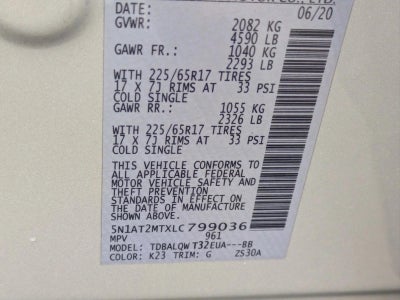 MOTOR CO., LTD.
DATE: 06/20
GVWR: 2082 KG
4590 LB
GAWR FR.: 1040 KG
2293 LB
WITH 225/65R17 TIRES
17 X 7J RIMS AT 33 PSI
COLD SINGLE
GAWR RR.: 1055 KG
2326 LB
WITH 225/65R17 TIRES
17 X 7J RIMS AT 33 PSI
COLD SINGLE
THIS VEHICLE CONFORMS TO
ALL APPLICABLE FEDERAL
MOTOR VEHICLE SAFETY AND
THEFT PREVENTION
STANDARDS IN EFFECT ON
THE DATE OF MANUFACTURE
SHOWN ABOVE.
5N1AT2MTXLC799036
MPV 961
MODEL: TDBALQWT32EUA---BB
COLOR: K23 TRIM: G ZS30A